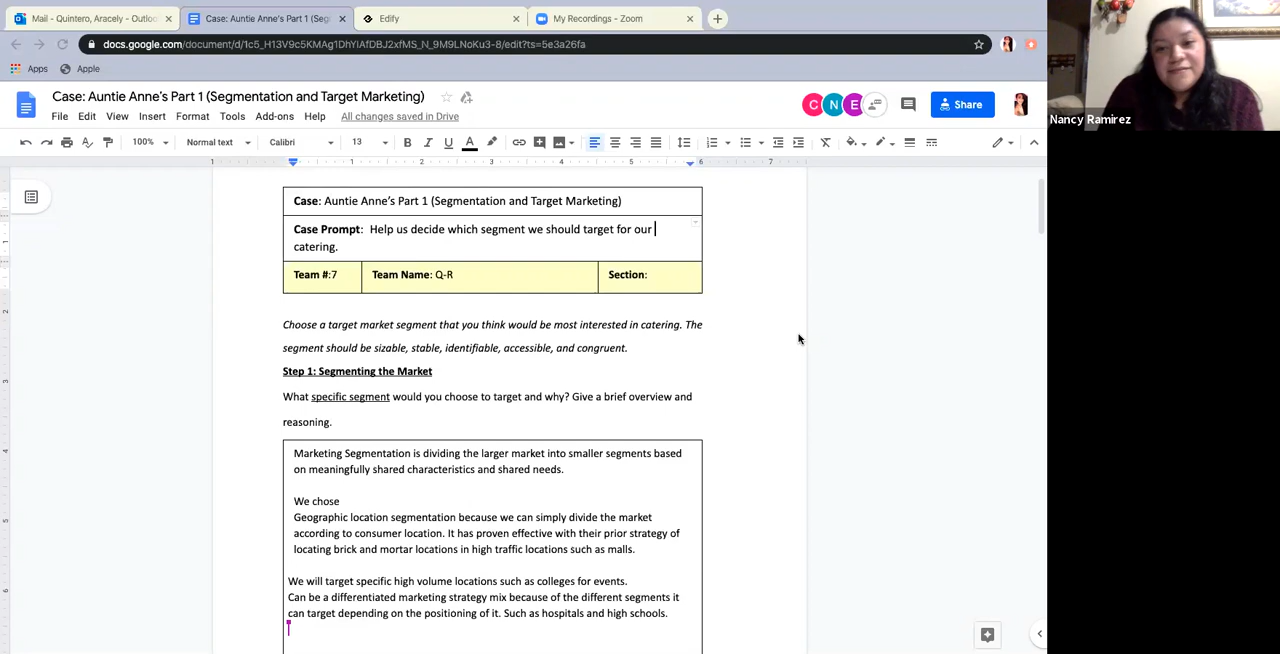 Mail - Quintero, Aracely - Outlo
Case: Auntie Anne's Part 1 (Seg
Edify
My Recordings - Zoom
docs.google.com/document/d/1c5_H13V9c5KMAg1DhYIAfDBJ2xfMS_N_9M9LNoKu3-8/edit?ts=5e3a26fa
Apps
Apple
Case: Auntie Anne's Part 1 (Segmentation and Target Marketing)
File Edit View Insert Format Tools Add-ons Help All changes saved in Drive
C N E
Share
100% Normal text Calibri 13 B I U A
1 1 2 3 4 5 6 7
Nancy Ramirez
Case: Auntie Anne's Part 1 (Segmentation and Target Marketing)
Case Prompt: Help us decide which segment we should target for our
catering.
Team #:7 Team Name: Q-R Section:
Choose a target market segment that you think would be most interested in catering. The
segment should be sizable, stable, identifiable, accessible, and congruent.
Step 1: Segmenting the Market
What specific segment would you choose to target and why? Give a brief overview and
reasoning.
Marketing Segmentation is dividing the larger market into smaller segments based
on meaningfully shared characteristics and shared needs.
We chose
Geographic location segmentation because we can simply divide the market
according to consumer location. It has proven effective with their prior strategy of
locating brick and mortar locations in high traffic locations such as malls.
We will target specific high volume locations such as colleges for events.
Can be a differentiated marketing strategy mix because of the different segments it
can target depending on the positioning of it. Such as hospitals and high schools.